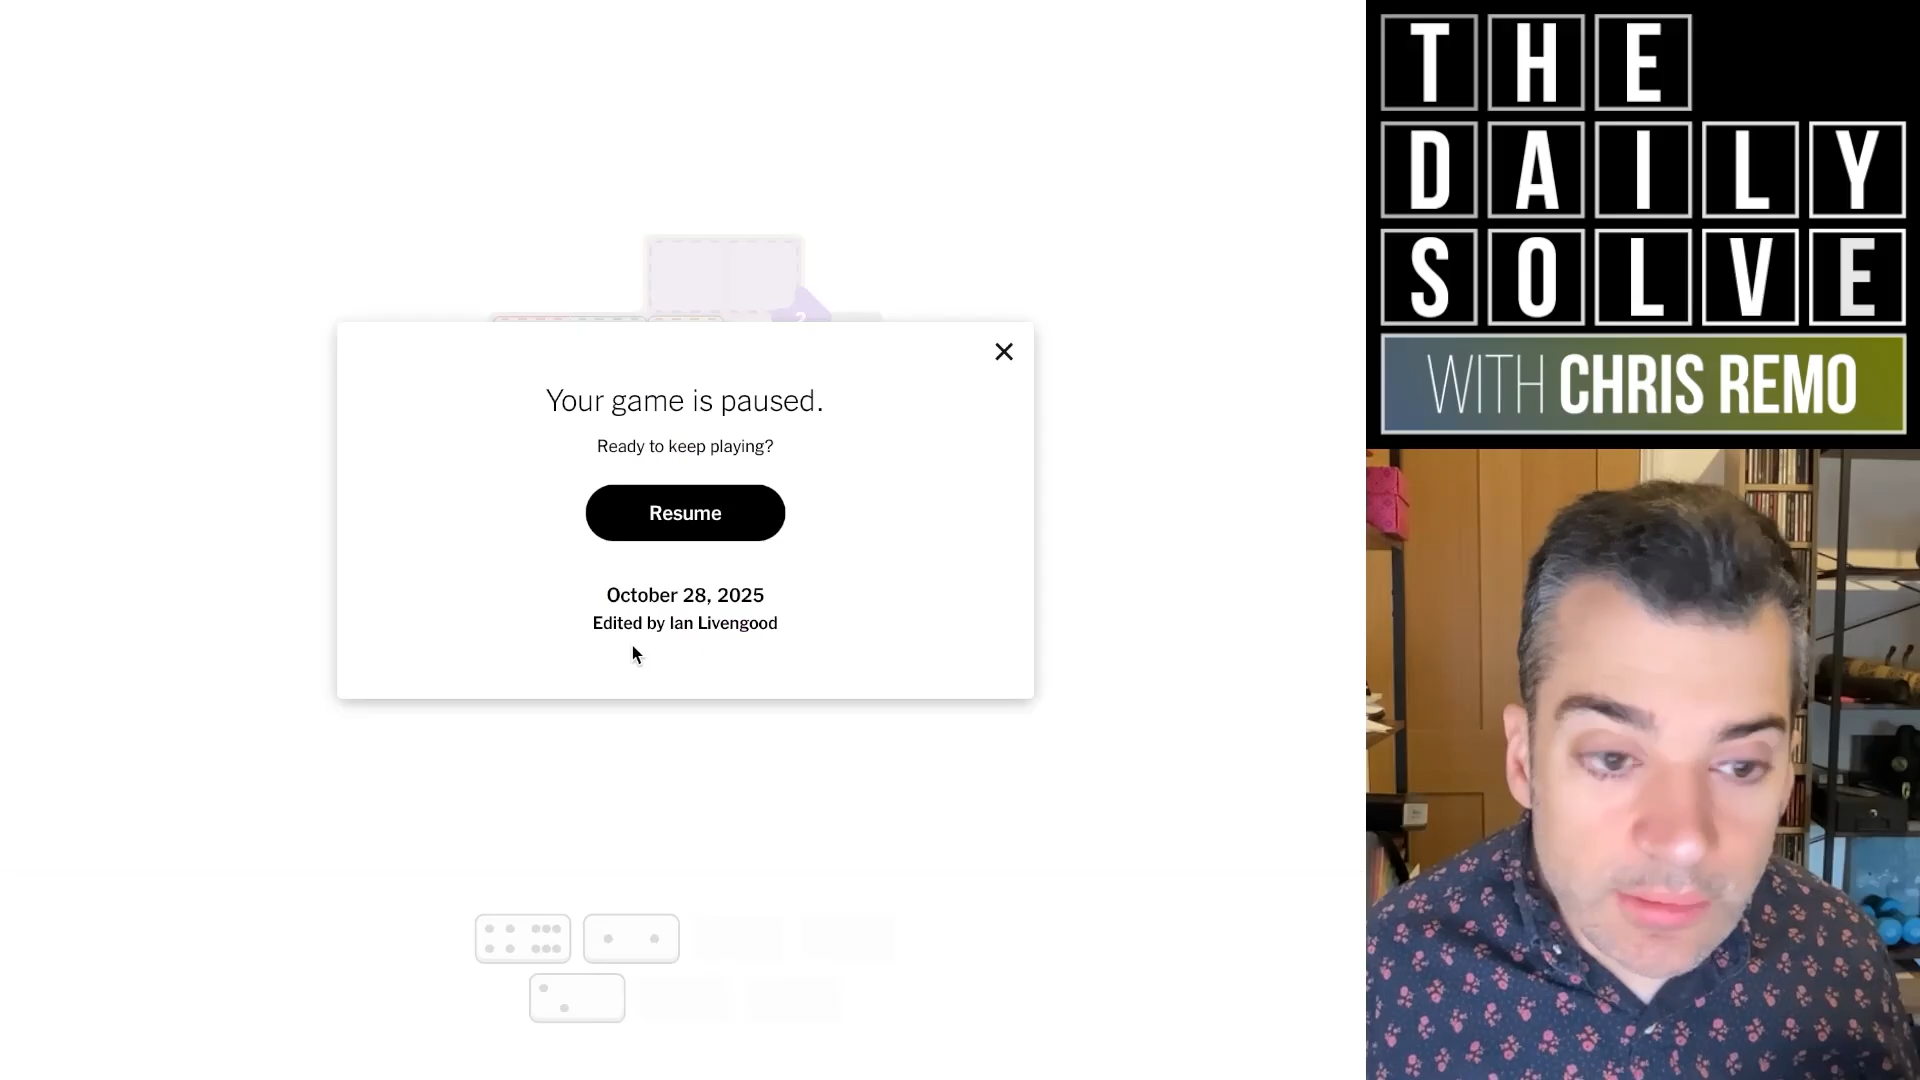 2
Your game is paused.
Ready to keep playing?
Resume
October 28, 2025
Edited by Ian Livengood
THE
DAILY
SOLVE
WITH CHRIS REMO